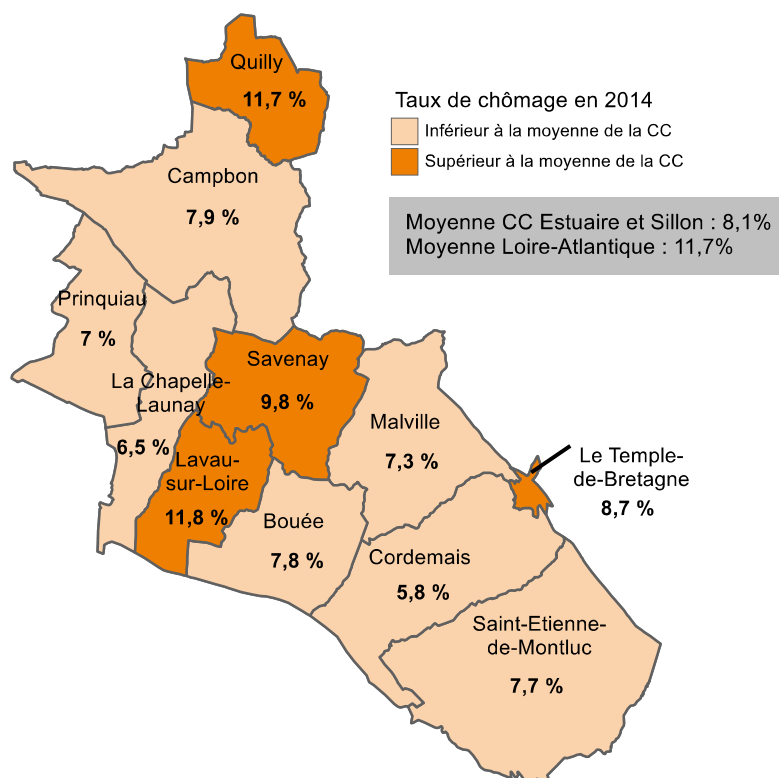 Quilly
11,7 %
Taux de chômage en 2014
Inférieur à la moyenne de la CC
Supérieur à la moyenne de la CC
Campbon
7,9 %
Moyenne CC Estuaire et Sillon : 8,1%
Moyenne Loire-Atlantique : 11,7%
Prinquiau
7 %
La Chapelle-
Launay
6,5 %
Savenay
9,8 %
Malville
7,3 %
Le Temple-
de-Bretagne
8,7 %
Lavau-
sur-Loire
11,8 %
Bouée
7,8 %
Cordemais
5,8 %
Saint-Etienne-
de-Montluc
7,7 %